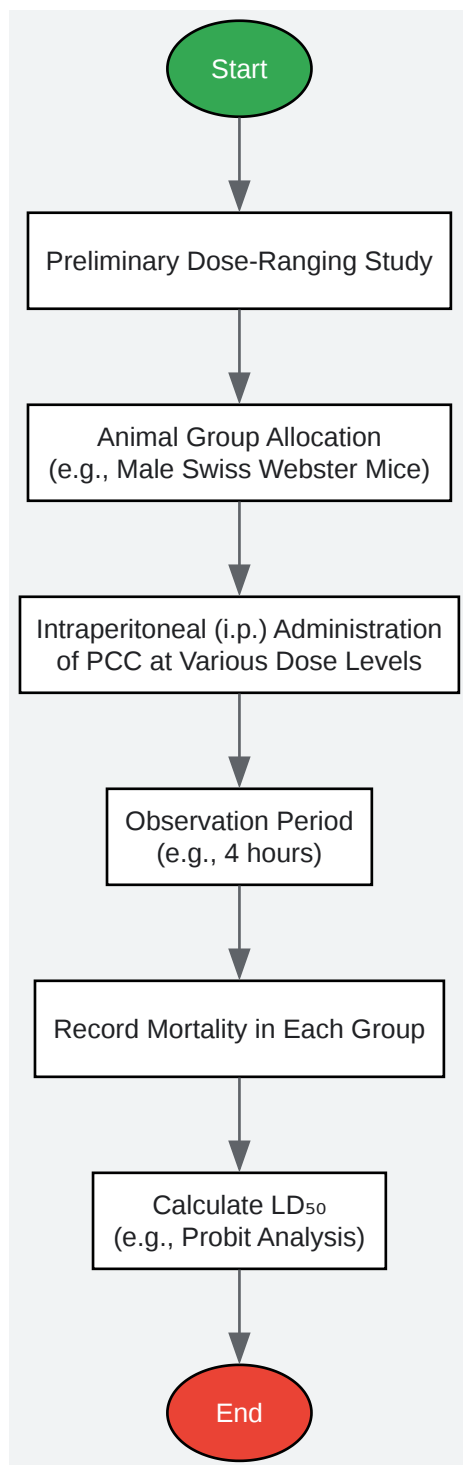 Start
Preliminary Dose-Ranging Study
Animal Group Allocation
(e.g., Male Swiss Webster Mice)
Intraperitoneal (i.p.) Administration
of PCC at Various Dose Levels
Observation Period
(e.g., 4 hours)
Record Mortality in Each Group
Calculate LD₅₀
(e.g., Probit Analysis)
End